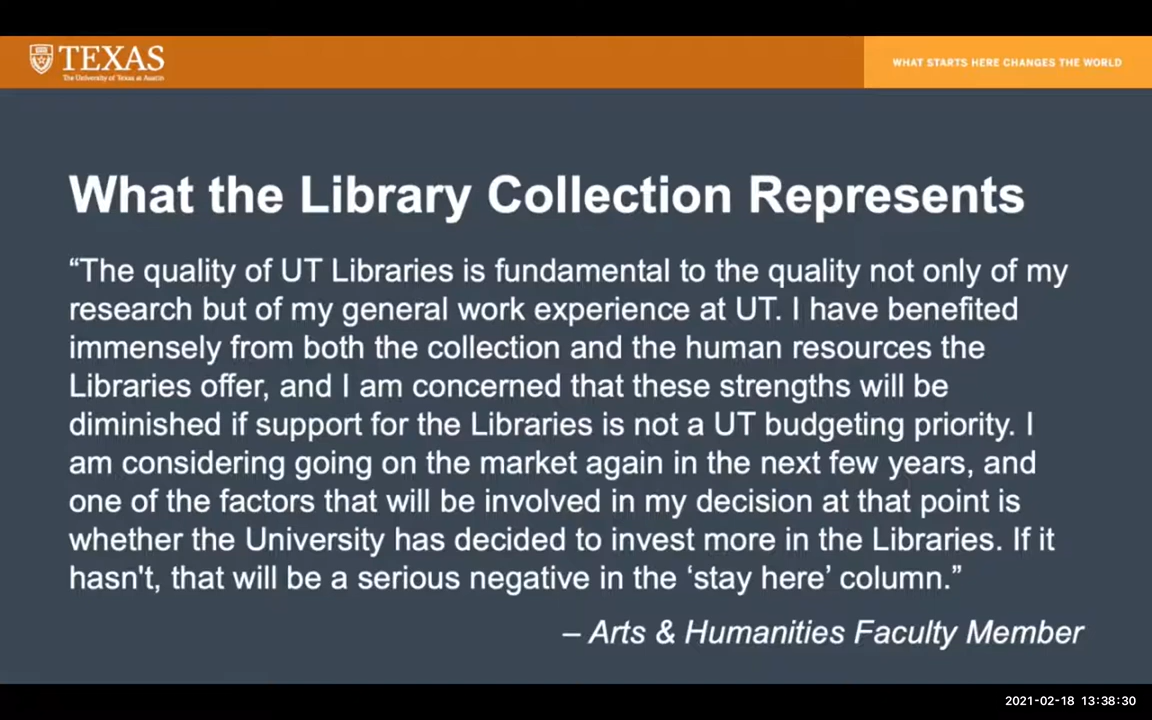 TEXAS
The University of Texas at Austin
WHAT STARTS HERE CHANGES THE WORLD
What the Library Collection Represents
“The quality of UT Libraries is fundamental to the quality not only of my
research but of my general work experience at UT. I have benefited
immensely from both the collection and the human resources the
Libraries offer, and I am concerned that these strengths will be
diminished if support for the Libraries is not a UT budgeting priority. I
am considering going on the market again in the next few years, and
one of the factors that will be involved in my decision at that point is
whether the University has decided to invest more in the Libraries. If it
hasn't, that will be a serious negative in the ‘stay here’ column.”
– Arts & Humanities Faculty Member
2021-02-18 13:38:30